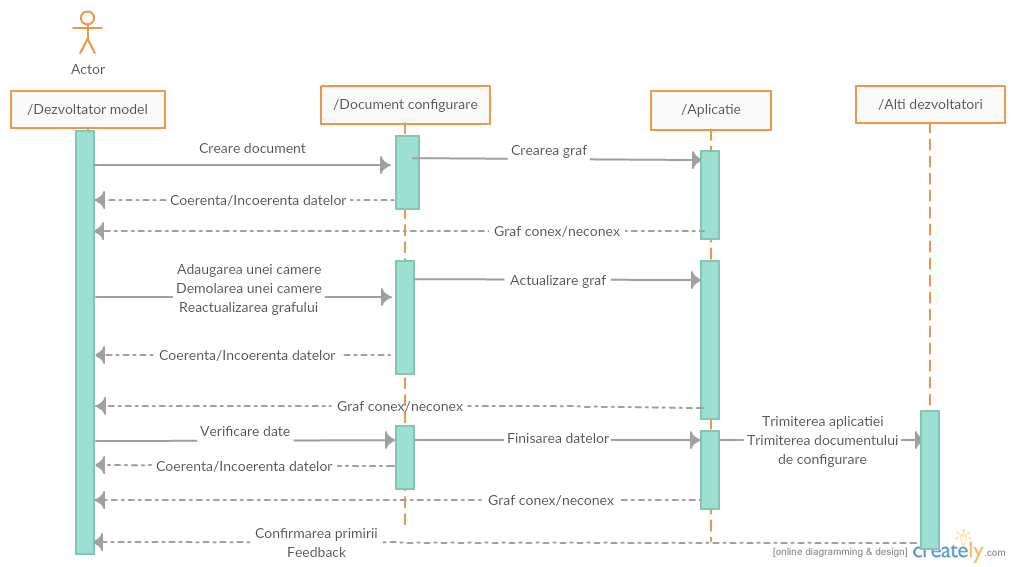 Actor
/Dezvoltator model
/Document configurare
/Aplicatie
/Alti dezvoltatori
Creare document
Crearea graf
Coerenta/Incoerenta datelor
Graf conex/neconex
Adaugarea unei camere
Demolarea unei camere
Reactualizarea grafului
Actualizare graf
Coerenta/Incoerenta datelor
Graf conex/neconex
Verificare date
Finisarea datelor
Trimiterea aplicatiei
Trimiterea documentului
de configurare
Coerenta/Incoerenta datelor
Graf conex/neconex
Confirmarea primirii
Feedback
[online diagramming & design] creately.com